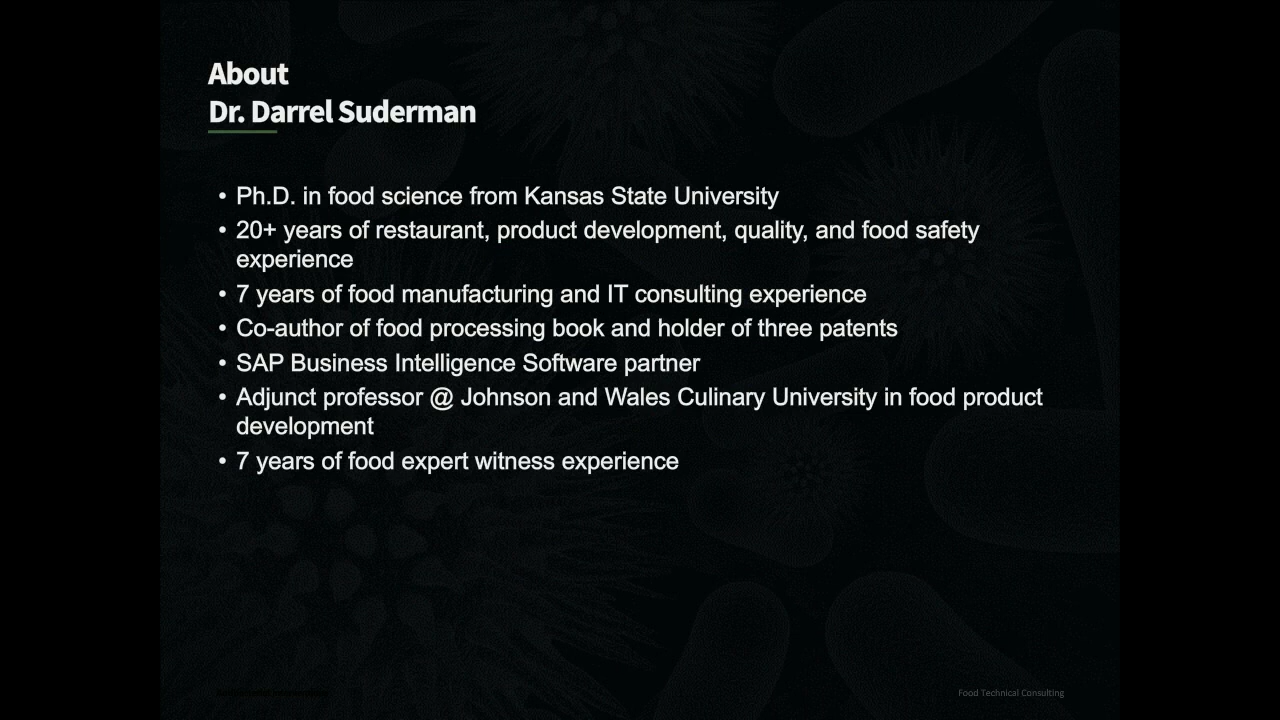 About
Dr. Darrel Suderman
• Ph.D. in food science from Kansas State University
• 20+ years of restaurant, product development, quality, and food safety
experience
• 7 years of food manufacturing and IT consulting experience
• Co-author of food processing book and holder of three patents
• SAP Business Intelligence Software partner
• Adjunct professor @ Johnson and Wales Culinary University in food product
development
• 7 years of food expert witness experience
Food Technical Consulting